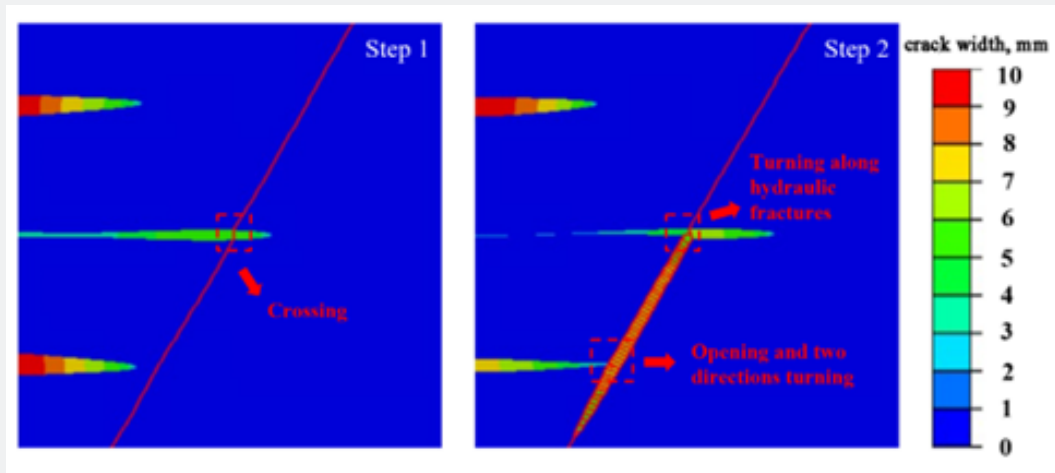 Step 1
Crossing
Step 2
Turning along
hydraulic
fractures
Opening and two
directions turning
crack width, mm
10
9
8
7
6
5
4
3
2
1
0